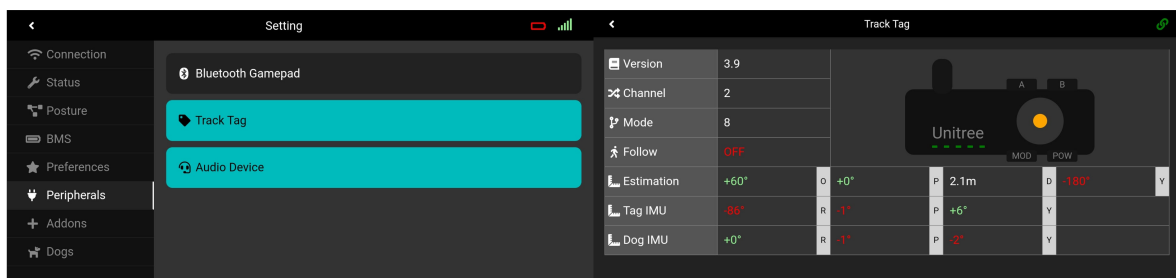 Setting
Connection
Status
Posture
BMS
Preferences
Peripherals
Addons
Dogs
Bluetooth Gamepad
Track Tag
Audio Device
Track Tag
Version 3.9
Channel 2
Mode 8
Follow OFF
A B
Unitree
MOD POW
Estimation +60° O +0° P 2.1m D -180° Y
Tag IMU -86° R -1° P +6° Y
Dog IMU +0° R -1° P -2° Y